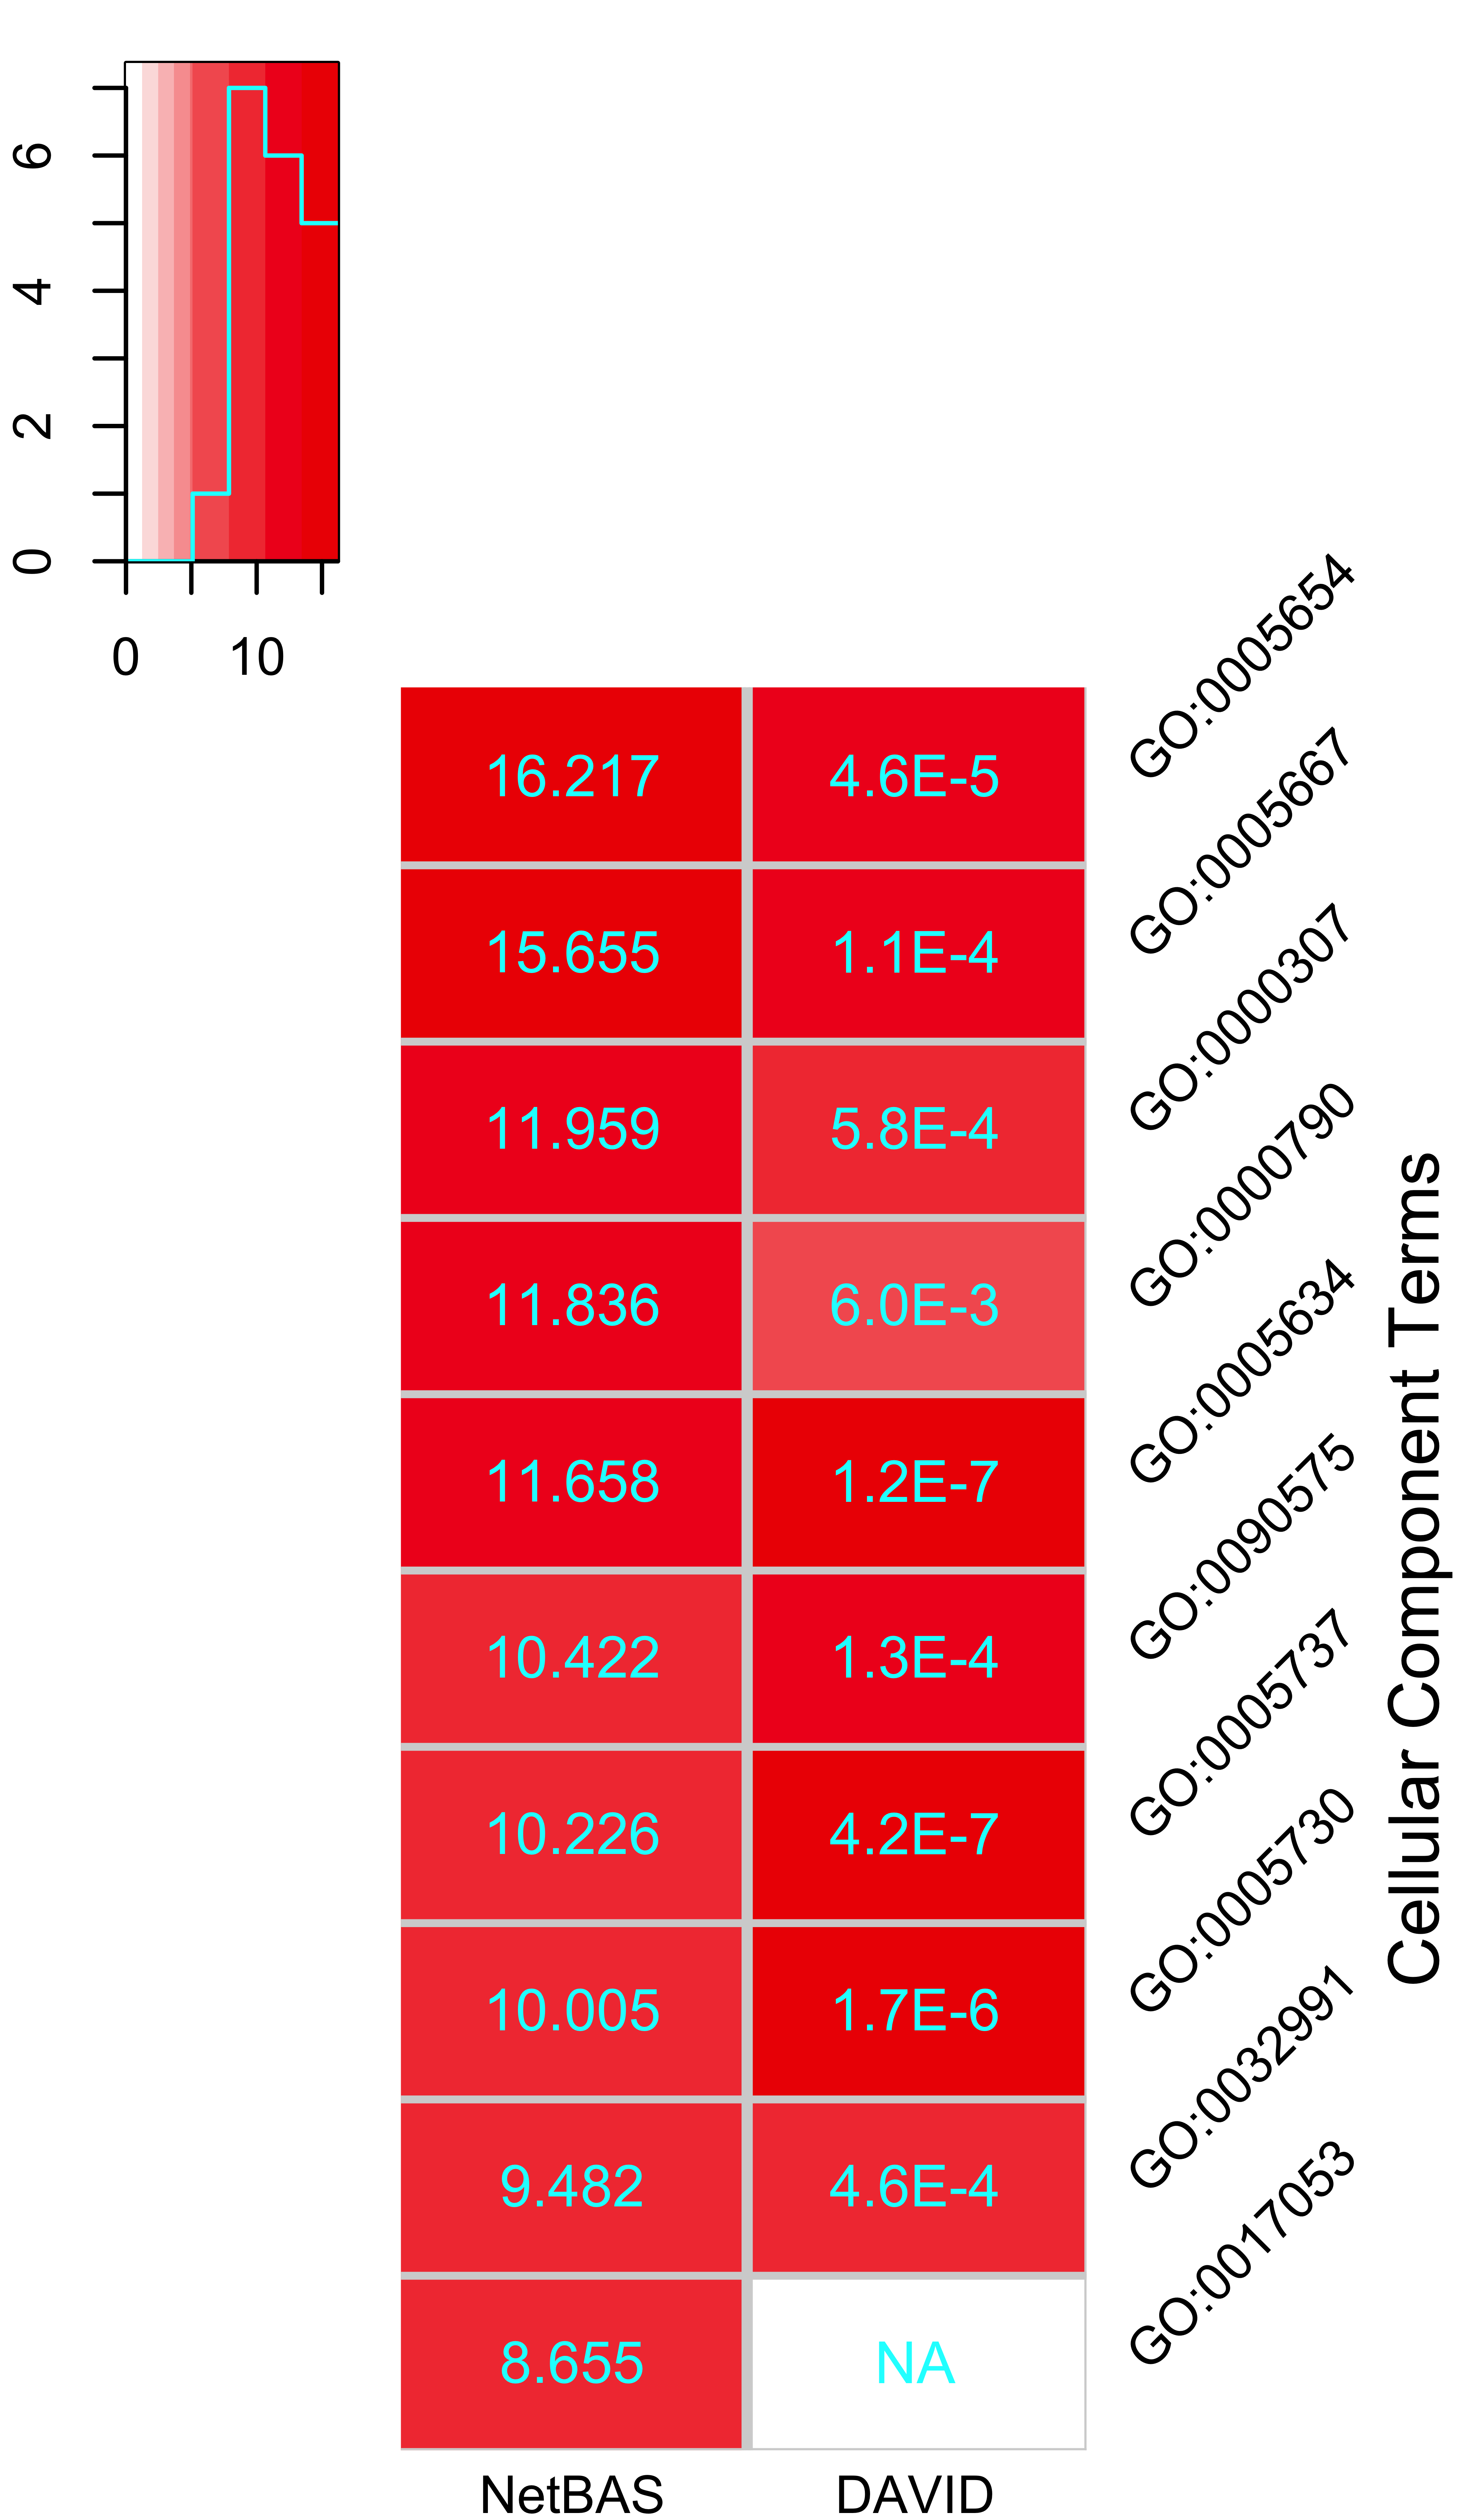 6
4
2
0
0 10
16.217 4.6E-5 GO:0005654
15.655 1.1E-4 GO:0005667
11.959 5.8E-4 GO:0000307
11.836 6.0E-3 GO:0000790
11.658 1.2E-7 GO:0005634
10.422 1.3E-4 GO:0090575
10.226 4.2E-7 GO:0005737
10.005 1.7E-6 GO:0005730
9.482 4.6E-4 GO:0032991
8.655 NA GO:0017053
NetBAS DAVID
Cellular Component Terms